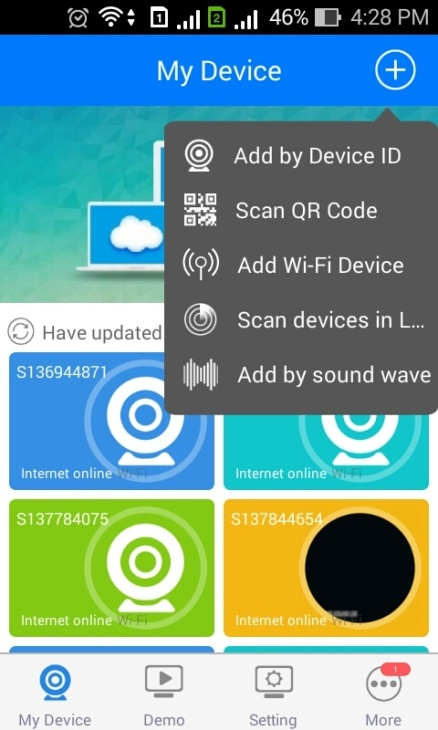 1 2 46% 4:28 PM
My Device
Add by Device ID
Scan QR Code
Add Wi-Fi Device
Scan devices in L...
Add by sound wave
Have updated
S136944871
Internet online Wi-Fi
Internet online Wi-Fi
S137784075
S137844654
Internet online Wi-Fi
Internet online Wi-Fi
1
My Device
Demo
Setting
More